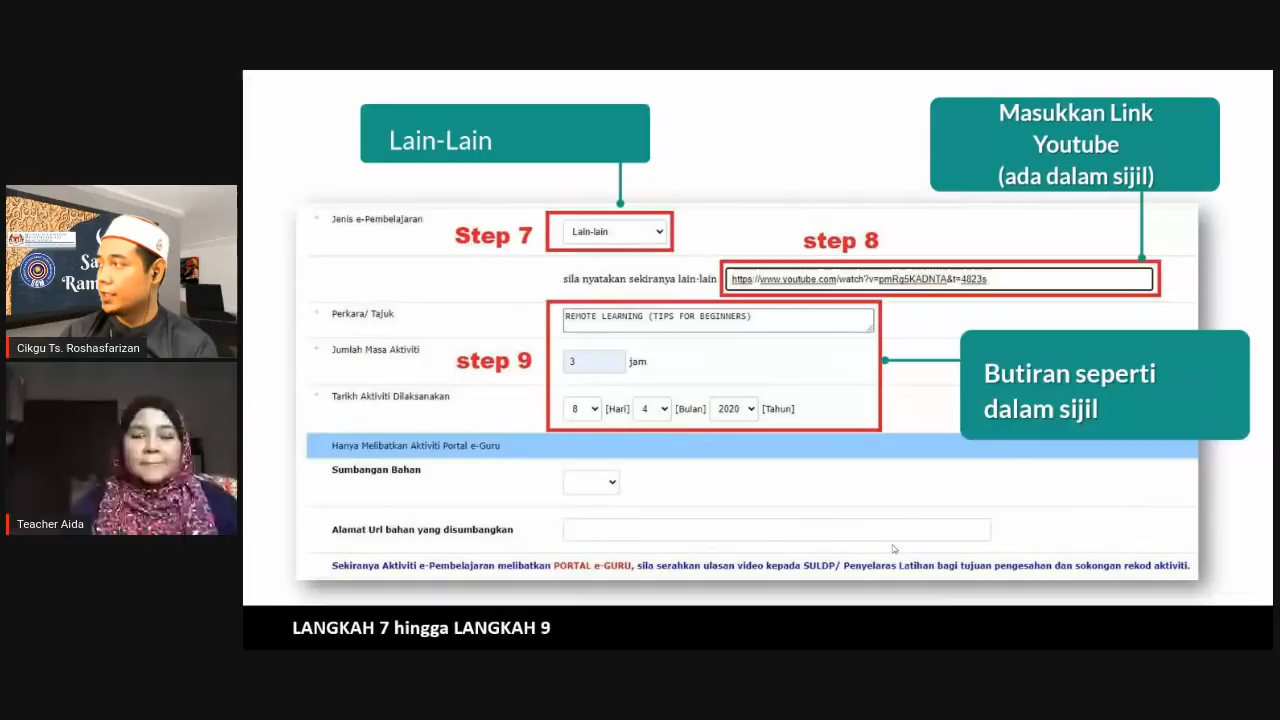 Lain-Lain
Masukkan Link
Youtube
(ada dalam sijil)
Jenis e-Pembelajaran
Step 7
Lain-lain
step 8
sila nyatakan sekiranya lain-lain
https://www.youtube.com/watch?v=pmRg5KADNTA&t=4823s
Perkara/ Tajuk
REMOTE LEARNING (TIPS FOR BEGINNERS)
Jumlah Masa Aktiviti
step 9
3 jam
Butiran seperti
dalam sijil
Tarikh Aktiviti Dilaksanakan
8 [Hari] 4 [Bulan] 2020 [Tahun]
Hanya Melibatkan Aktiviti Portal e-Guru
Sumbangan Bahan
Alamat Url bahan yang disumbangkan
Sekiranya Aktiviti e-Pembelajaran melibatkan PORTAL e-GURU, sila serahkan ulasan video kepada SULDP/ Penyelaras Latihan bagi tujuan pengesahan dan sokongan rekod aktiviti.
LANGKAH 7 hingga LANGKAH 9
Cikgu Ts. Roshasfarizan
Teacher Aida